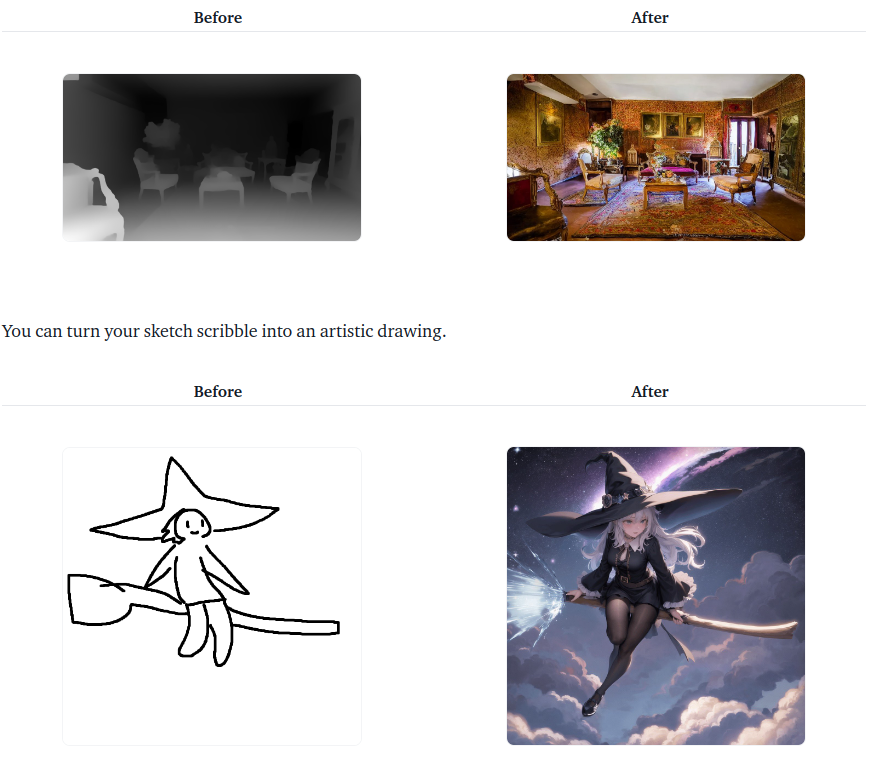 Before After
You can turn your sketch scribble into an artistic drawing.
Before After